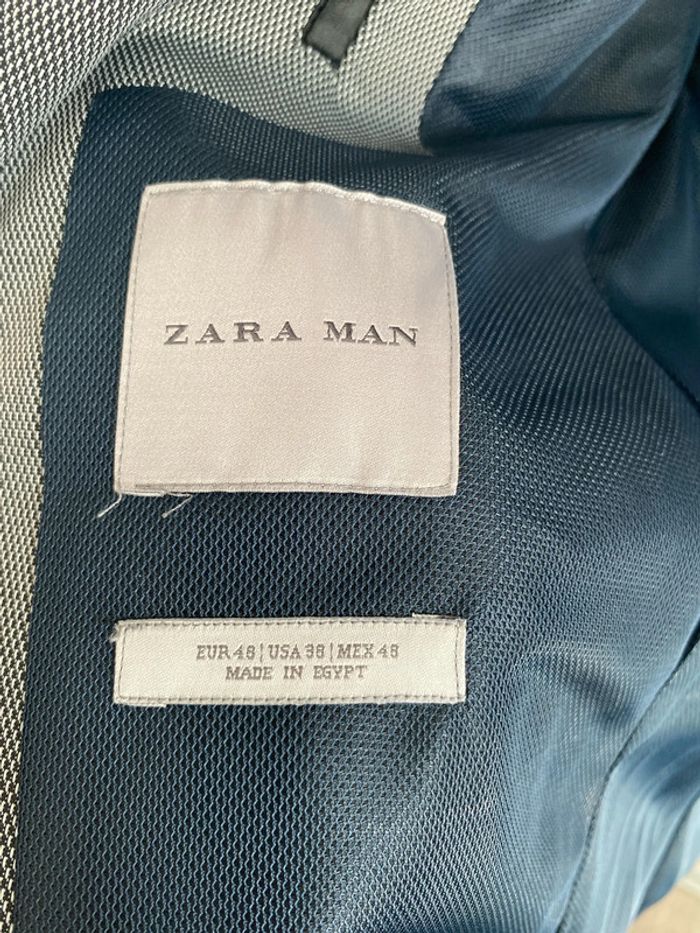 ZARA MAN
EUR 48 | USA 38 | MEX 48
MADE IN EGYPT